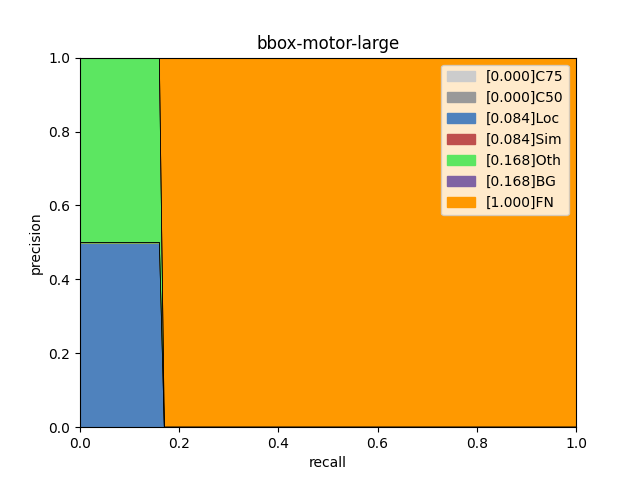 bbox-motor-large
1.0
0.8
0.6
0.4
0.2
0.0
precision
[0.000]C75
[0.000]C50
[0.084]Loc
[0.084]Sim
[0.168]Oth
[0.168]BG
[1.000]FN
0.0 0.2 0.4 0.6 0.8 1.0
recall